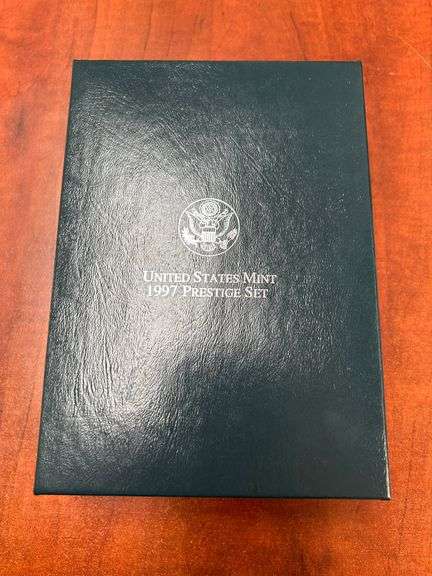 UNITED STATES MINT
1997 PRESTIGE SET